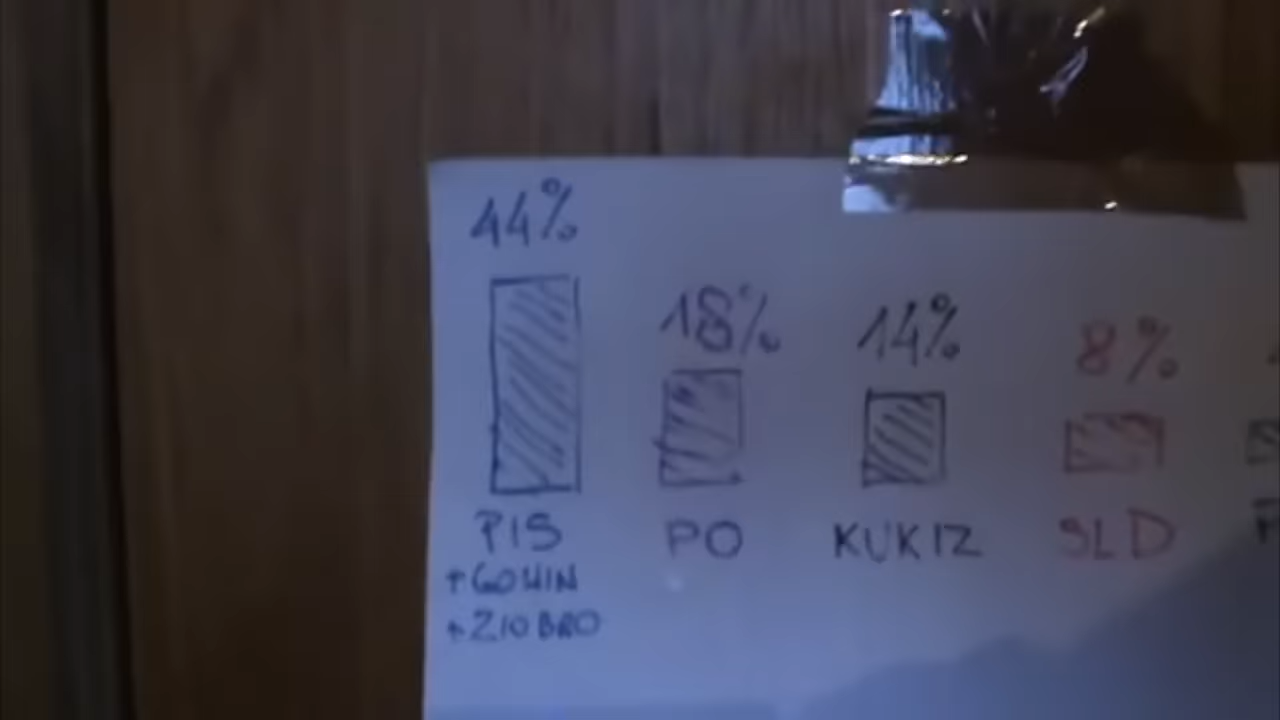 44%
18%
14%
8%
PIS
PO
KUKIZ
SLD
+ GOWIN
+ ZIOBRO